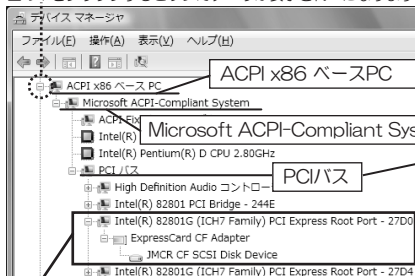 デバイス マネージャ
ファイル(F) 操作(A) 表示(V) ヘルプ(H)
ACPI x86 ベース PC
ACPI x86 ベースPC
Microsoft ACPI-Compliant System
ACPI Fix
Microsoft ACPI-Compliant Sys
Intel(R)
Intel(R) Pentium(R) D CPU 2.80GHz
PCI バス
PCIバス
High Definition Audio コントロー
Intel(R) 82801 PCI Bridge - 244E
Intel(R) 82801G (ICH7 Family) PCI Express Root Port - 27D0
ExpressCard CF Adapter
JMCR CF SCSI Disk Device
Intel(R) 82801G (ICH7 Family) PCI Express Root Port - 27D4